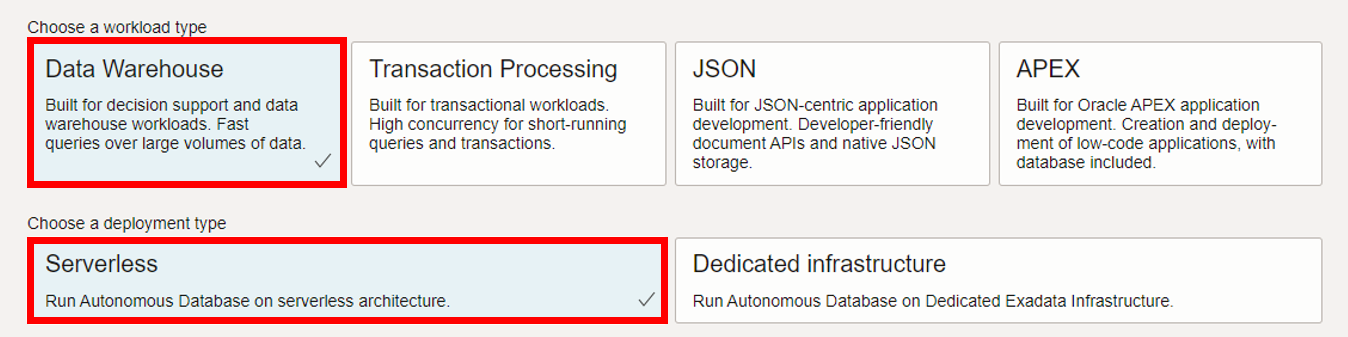 Choose a workload type
Data Warehouse
Built for decision support and data
warehouse workloads. Fast
queries over large volumes of data.
Transaction Processing
Built for transactional workloads.
High concurrency for short-running
queries and transactions.
JSON
Built for JSON-centric application
development. Developer-friendly
document APIs and native JSON
storage.
APEX
Built for Oracle APEX application
development. Creation and deploy-
ment of low-code applications, with
database included.
Choose a deployment type
Serverless
Run Autonomous Database on serverless architecture.
Dedicated infrastructure
Run Autonomous Database on Dedicated Exadata Infrastructure.